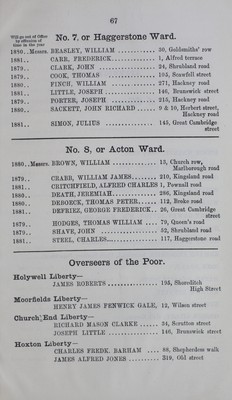 67
Will go out of Office
by effluxion of
time in the year
No. 7, or Haggerstone Ward.
1880..Messrs. BEASLEY, WILLIAM .......... 30, Goldsmiths' row
1881.. CARR, FREDERICK .......... 1, Alfred terrace
1879.. CLARK, JOHN .......... 24, Shrubland road
1879.. COOK, THOMAS .......... 105, Scawfell street
1880.. FINCH, WILLIAM .......... 271, Hackney road
1881.. LITTLE, JOSEPH .......... 146, Brunswick street
1879.. PORTER, JOSEPH .......... 215, Hackney road
1880.. SACKETT, JOHN RICHARD ...... 9 & 10, Herbert street,
Hackney road
1881.. SIMON, JULIUS .......... 145, Great Cambridge
street
No. 8, or Acton Ward.
1880..Messrs. BROWN, WILLIAM .......... 13, Church row,
Marlborough road
1879.. CRABB, WILLIAM JAMES .......... 210, Kingsland road
1881.. CRITCHFIELD, ALFRED CHARLES 1, Pownall road
1880.. DEATH, JEREMIAH .......... 286, Kingsland road
1880.. DEBOECK, THOMAS PETER ...... 112, Broke road
1881.. DEFRIEZ, GEORGE FREDERICK.. 26, Great Cambridge
street
1879.. HODGES, THOMAS WILLIAM .... 70, Queen's road
1879.. SHAVE, JOHN .......... 52, Shrubland road
1881.. STEEL, CHARLES .......... 117, Haggerstone road
Overseers of the Poor.
Holywell Liberty—
JAMES ROBERTS .......... 195, Shoreditch
High Street
Moorfields Liberty—
HENRY JAMES FENWICK GALE, 12, Wilson street
Church End Liberty—
RICHARD MASON CLARKE ...... 34, Scrutton street
JOSEPH LITTLE .......... 146, Brunswick street
Hoxton Liberty—
CHARLES FREDK. BARHAM .... 88, Shepherdess walk
JAMES ALFRED JONES .......... 310, Old street